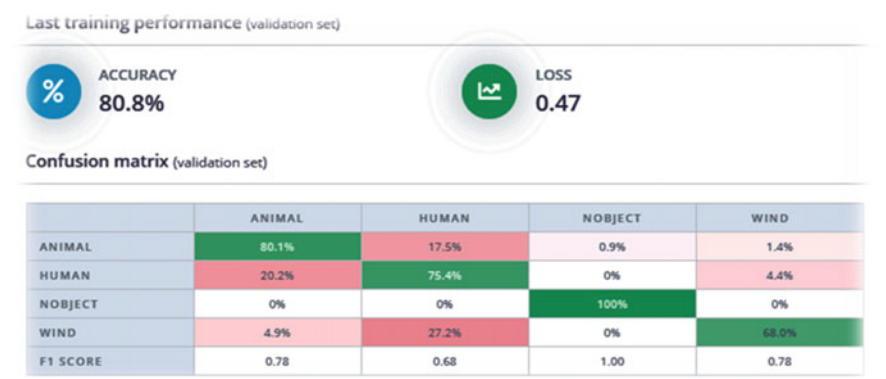 Last training performance (validation set)
% ACCURACY LOSS
80.8% 0.47
Confusion matrix (validation set)
ANIMAL HUMAN NOBJECT WIND
ANIMAL 80.1% 17.5% 0.9% 1.4%
HUMAN 20.2% 75.4% 0% 4.4%
NOBJECT 0% 0% 100% 0%
WIND 4.9% 27.2% 0% 68.0%
F1 SCORE 0.78 0.68 1.00 0.78